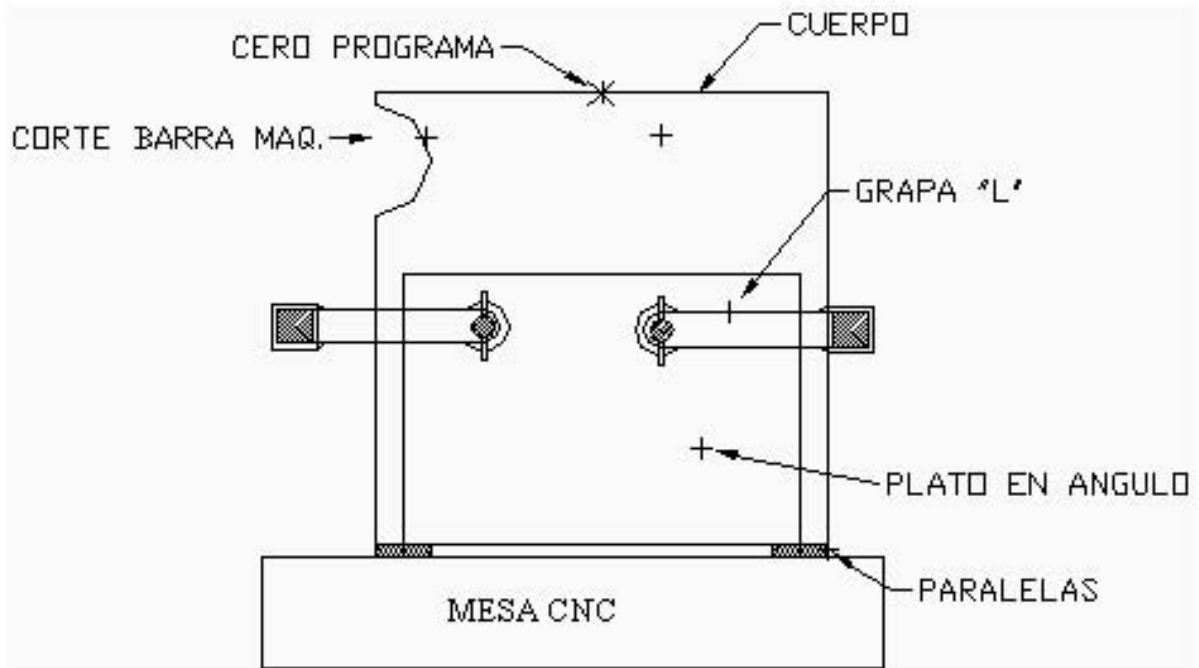 CUERPO
CERO PROGRAMA
CORTE BARRA MAQ.
GRAPA "L"
PLATO EN ANGULO
PARALELAS
MESA CNC